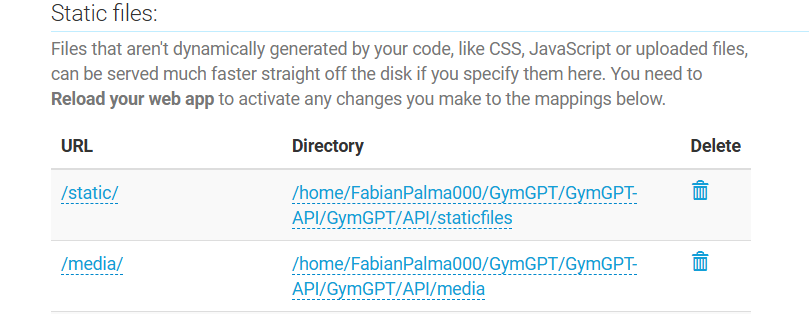 Static files:
Files that aren't dynamically generated by your code, like CSS, JavaScript or uploaded files,
can be served much faster straight off the disk if you specify them here. You need to
Reload your web app to activate any changes you make to the mappings below.
URL Directory Delete
/static/ /home/FabianPalma000/GymGPT/GymGPT-
API/GymGPT/API/staticfiles
/media/ /home/FabianPalma000/GymGPT/GymGPT-
API/GymGPT/API/media